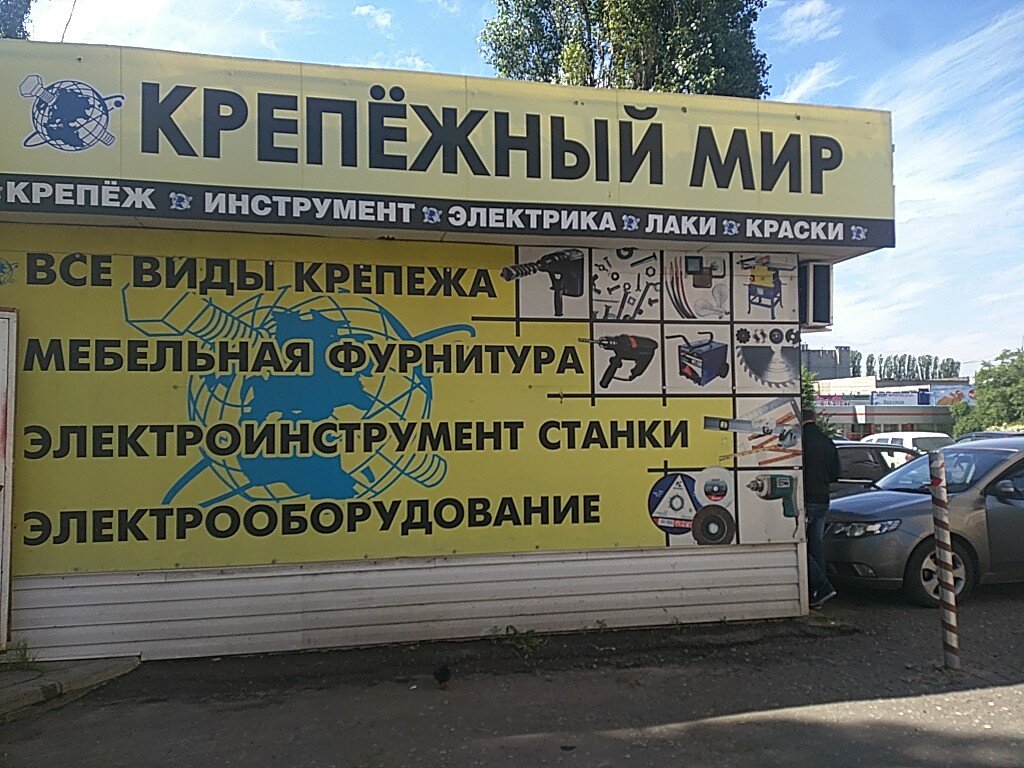 КРЕПЁЖНЫЙ МИР
КРЕПЁЖ ИНСТРУМЕНТ ЭЛЕКТРИКА ЛАКИ КРАСКИ
ВСЕ ВИДЫ КРЕПЕЖА
МЕБЕЛЬНАЯ ФУРНИТУРА
ЭЛЕКТРОИНСТРУМЕНТ СТАНКИ
ЭЛЕКТРООБОРУДОВАНИЕ